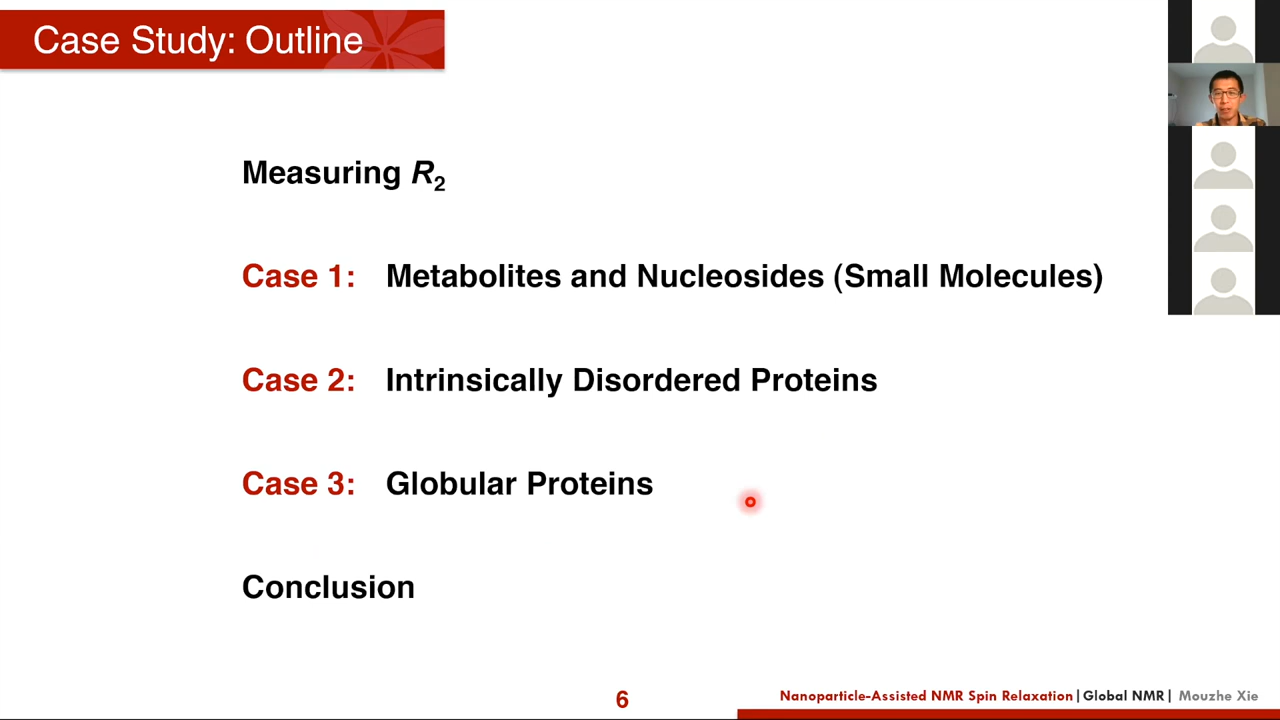 Case Study: Outline
Measuring R₂
Case 1: Metabolites and Nucleosides (Small Molecules)
Case 2: Intrinsically Disordered Proteins
Case 3: Globular Proteins
Conclusion
6
Nanoparticle-Assisted NMR Spin Relaxation|Global NMR| Mouzhe Xie